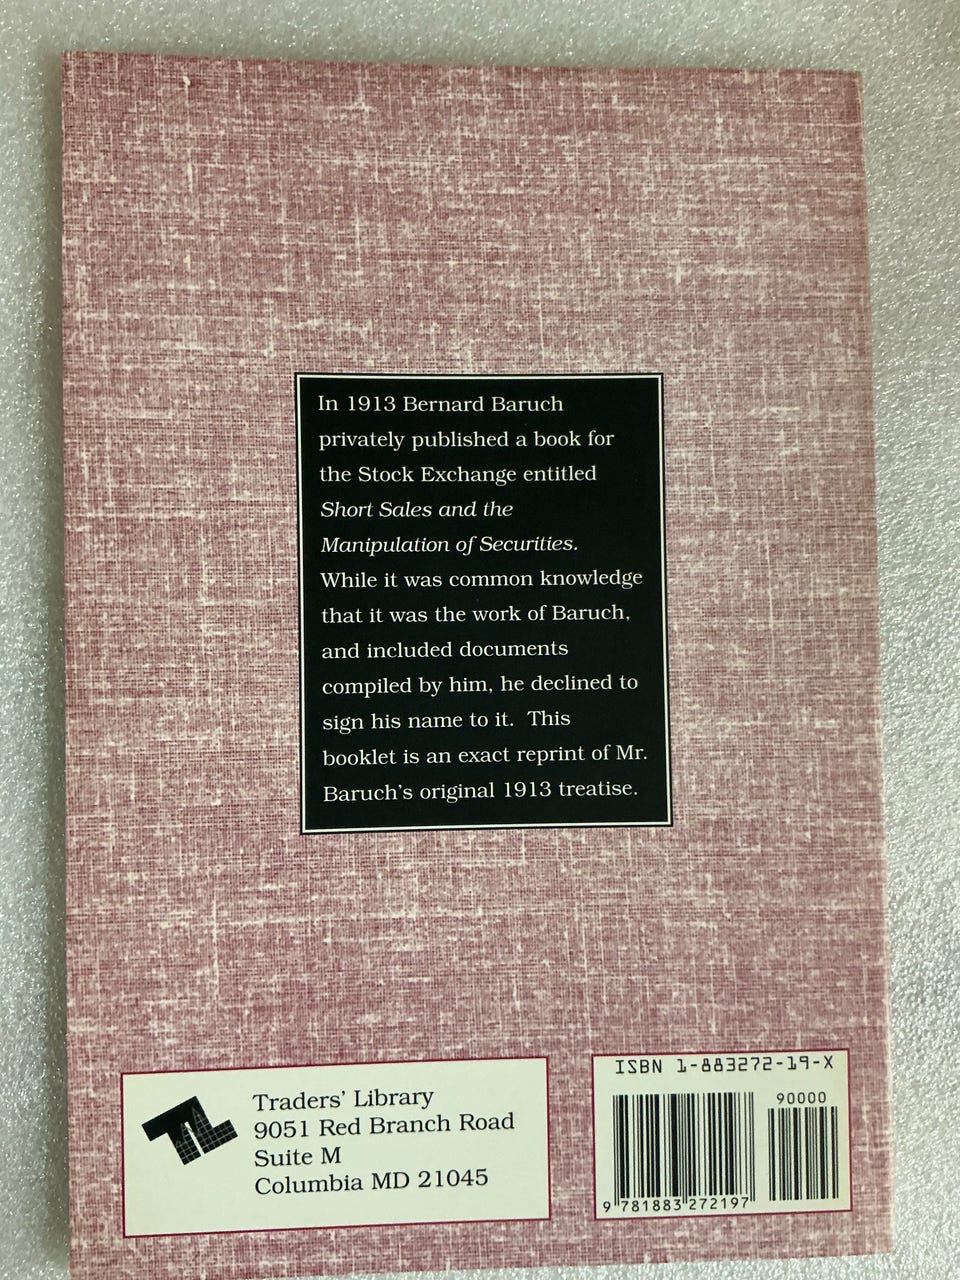 In 1913 Bernard Baruch
privately published a book for
the Stock Exchange entitled
Short Sales and the
Manipulation of Securities.
While it was common knowledge
that it was the work of Baruch,
and included documents
compiled by him, he declined to
sign his name to it. This
booklet is an exact reprint of Mr.
Baruch's original 1913 treatise.
TL
Traders' Library
9051 Red Branch Road
Suite M
Columbia MD 21045
ISBN 1-883272-19-X
90000
9 781883 272197